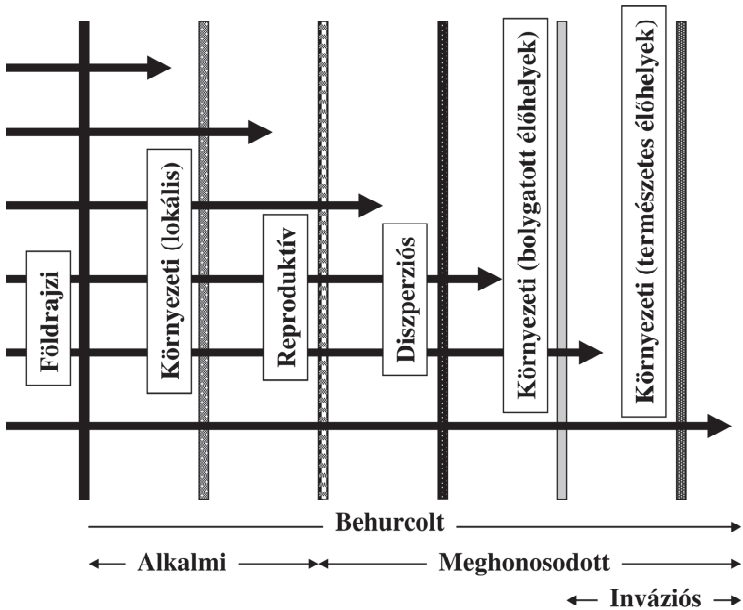 Földrajzi
Környezeti (lokális)
Reproduktív
Diszperziós
Környezeti (bolygatott élőhelyek)
Környezeti (természetes élőhelyek)
Behurcolt
Alkalmi
Meghonosodott
Inváziós